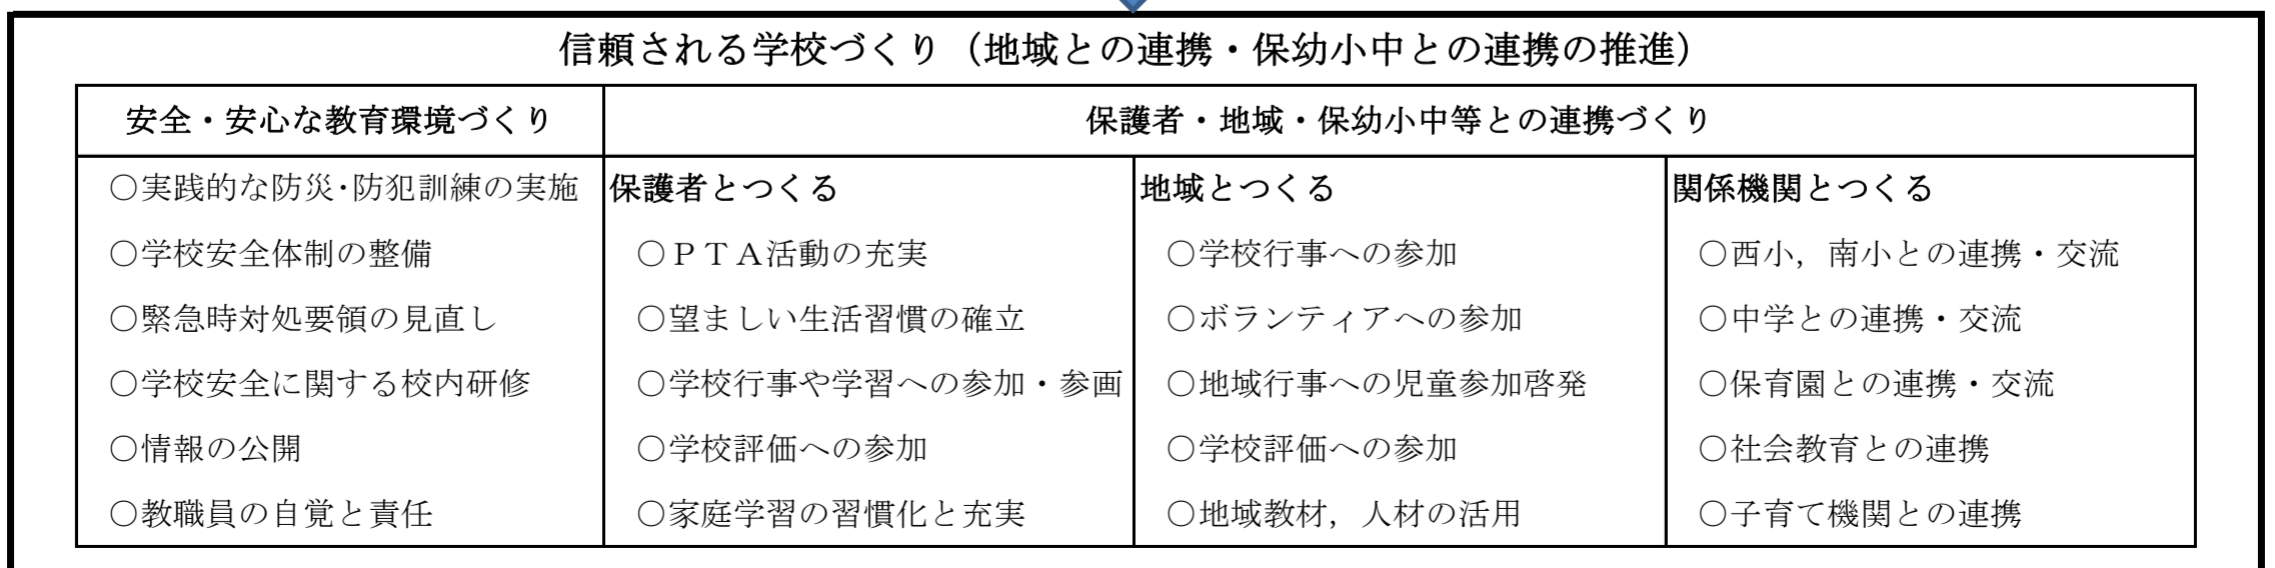 信頼される学校づくり（地域との連携・保幼小中との連携の推進）
安全・安心な教育環境づくり
保護者・地域・保幼小中等との連携づくり
○実践的な防災・防犯訓練の実施
○学校安全体制の整備
○緊急時対処要領の見直し
○学校安全に関する校内研修
○情報の公開
○教職員の自覚と責任
保護者とつくる
○ＰＴＡ活動の充実
○望ましい生活習慣の確立
○学校行事や学習への参加・参画
○学校評価への参加
○家庭学習の習慣化と充実
地域とつくる
○学校行事への参加
○ボランティアへの参加
○地域行事への児童参加啓発
○学校評価への参加
○地域教材，人材の活用
関係機関とつくる
○西小，南小との連携・交流
○中学との連携・交流
○保育園との連携・交流
○社会教育との連携
○子育て機関との連携